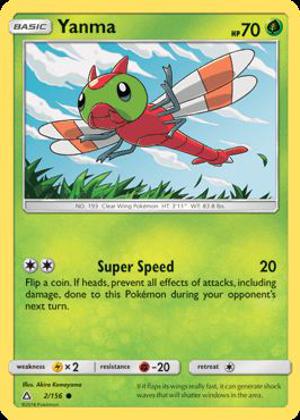 BASIC Yanma HP70
NO. 193 Clear Wing Pokémon HT: 3'11" WT: 83.8 lbs.
Super Speed 20
Flip a coin. If heads, prevent all effects of attacks, including
damage, done to this Pokémon during your opponent's
next turn.
weakness ×2 resistance -20 retreat
Illus. Akira Komayama
2/156
©2018 Pokémon
If it flaps its wings really fast, it can generate shock
waves that will shatter windows in the area.